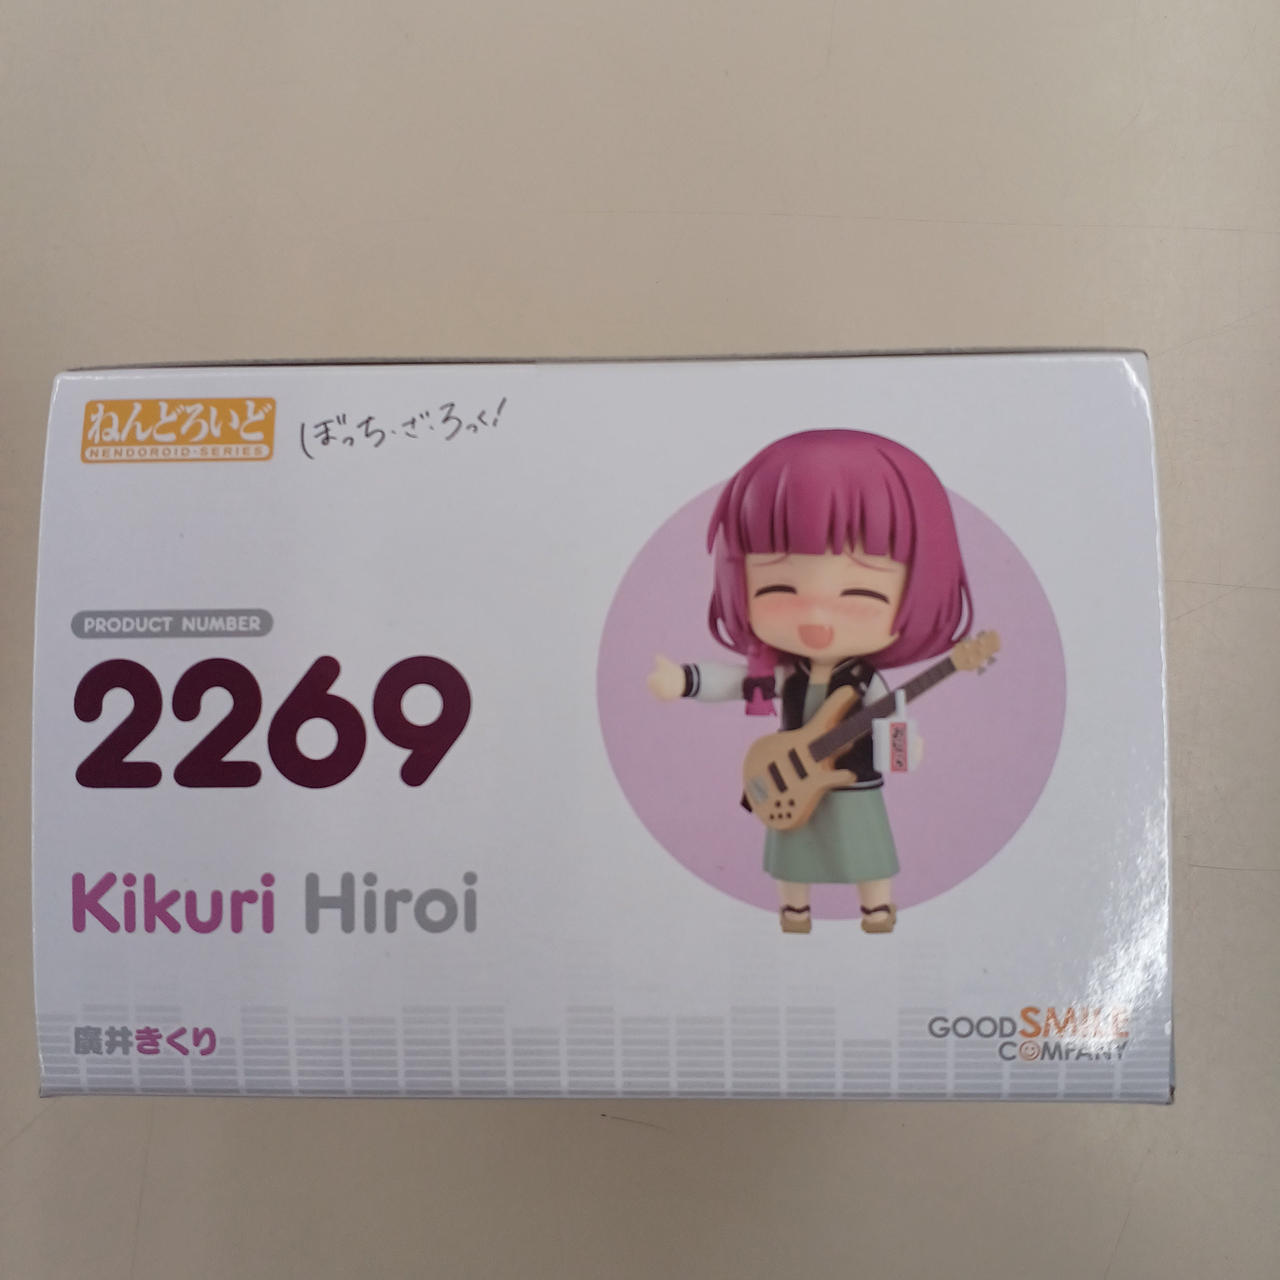 ねんどろいど
NENDOROID・SERIES
ぼっち・ざ・ろっく!
PRODUCT NUMBER
2269
Kikuri Hiroi
廣井きくり
GOOD SMILE
COMPANY